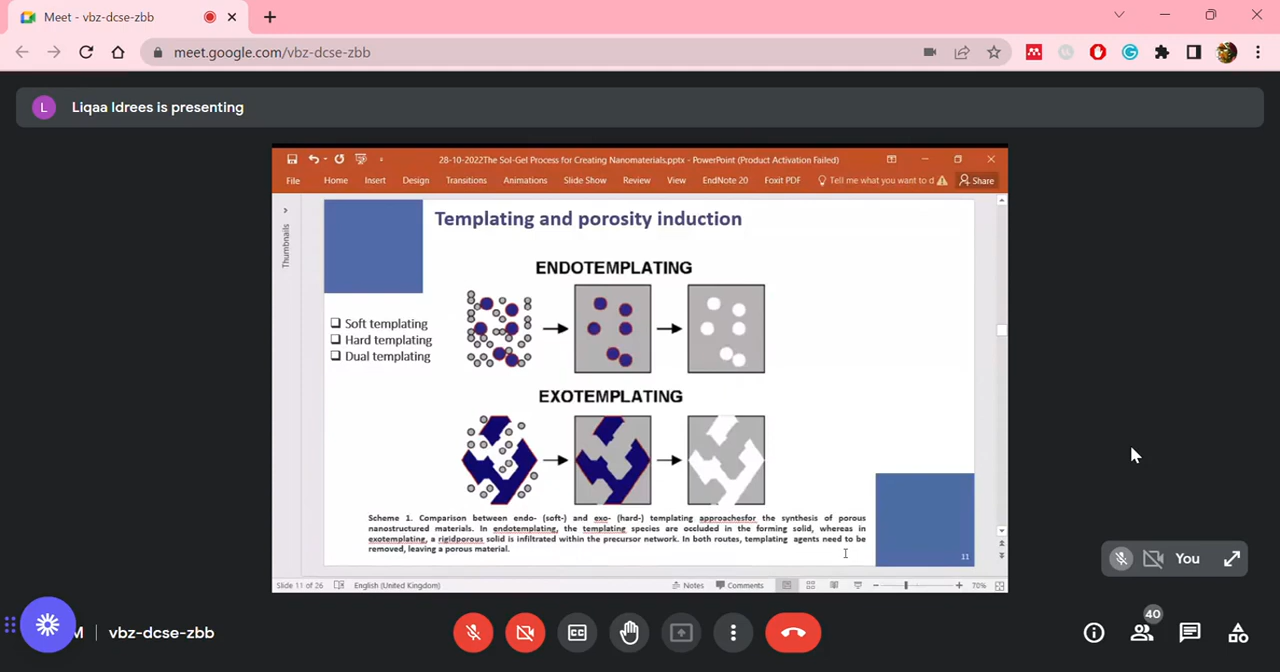 Meet - vbz-dcse-zbb
meet.google.com/vbz-dcse-zbb
L
Liqaa Idrees is presenting
28-10-2022The Sol-Gel Process for Creating Nanomaterials.pptx - PowerPoint (Product Activation Failed)
File Home Insert Design Transitions Animations Slide Show Review View EndNote 20 Foxit PDF Tell me what you want to d Share
Thumbnails
Templating and porosity induction
ENDOTEMPLATING
Soft templating
Hard templating
Dual templating
EXOTEMPLATING
Scheme 1. Comparison between endo- (soft-) and exo- (hard-) templating approachesfor the synthesis of porous
nanostructured materials. In endotemplating, the templating species are occluded in the forming solid, whereas in
exotemplating, a rigidporous solid is infiltrated within the precursor network. In both routes, templating agents need to be
removed, leaving a porous material.
11
You
Slide 11 of 26 English (United Kingdom) Notes Comments 70%
40
M | vbz-dcse-zbb
CC